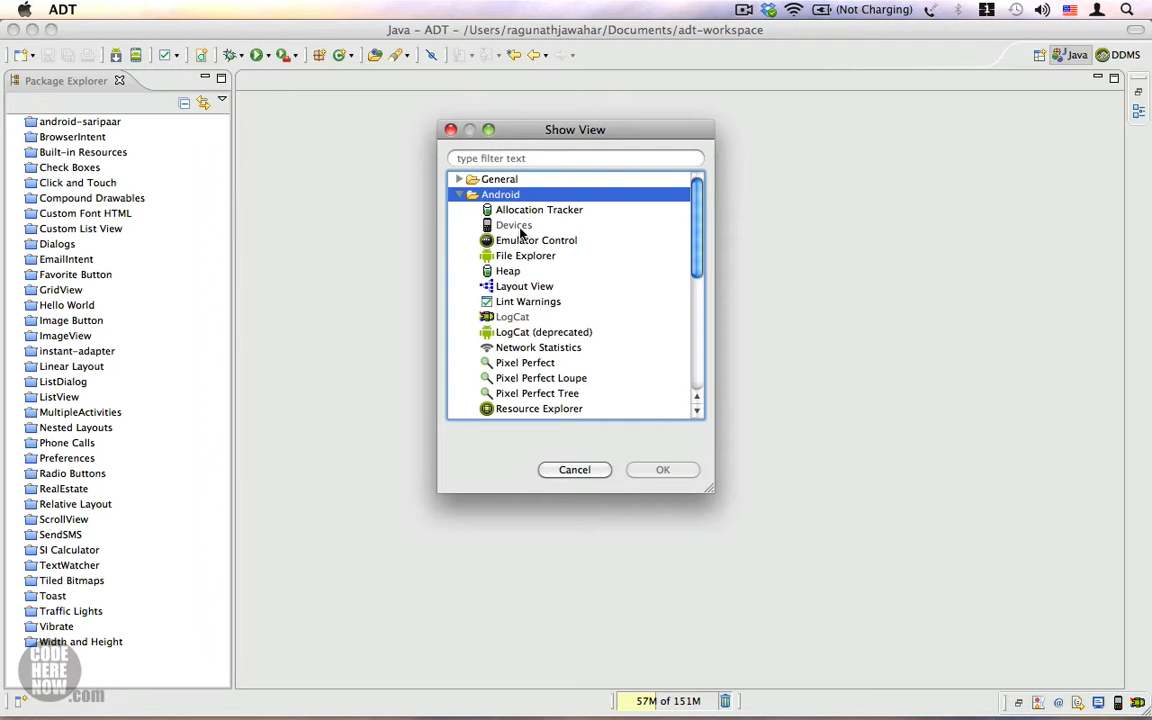 ADT
(Not Charging)
Java - ADT - /Users/ragunathjawahar/Documents/adt-workspace
Java
DDMS
Package Explorer
android-saripaar
BrowserIntent
Built-in Resources
Check Boxes
Click and Touch
Compound Drawables
Custom Font HTML
Custom List View
Dialogs
EmailIntent
Favorite Button
GridView
Hello World
Image Button
ImageView
instant-adapter
Linear Layout
ListDialog
ListView
MultipleActivities
Nested Layouts
Phone Calls
Preferences
Radio Buttons
RealEstate
Relative Layout
ScrollView
SendSMS
SI Calculator
TextWatcher
Tiled Bitmaps
Toast
Traffic Lights
Vibrate
Width and Height
Show View
type filter text
General
Android
Allocation Tracker
Devices
Emulator Control
File Explorer
Heap
Layout View
Lint Warnings
LogCat
LogCat (deprecated)
Network Statistics
Pixel Perfect
Pixel Perfect Loupe
Pixel Perfect Tree
Resource Explorer
Cancel
OK
CODE
HERE
NOW
.com
57M of 151M